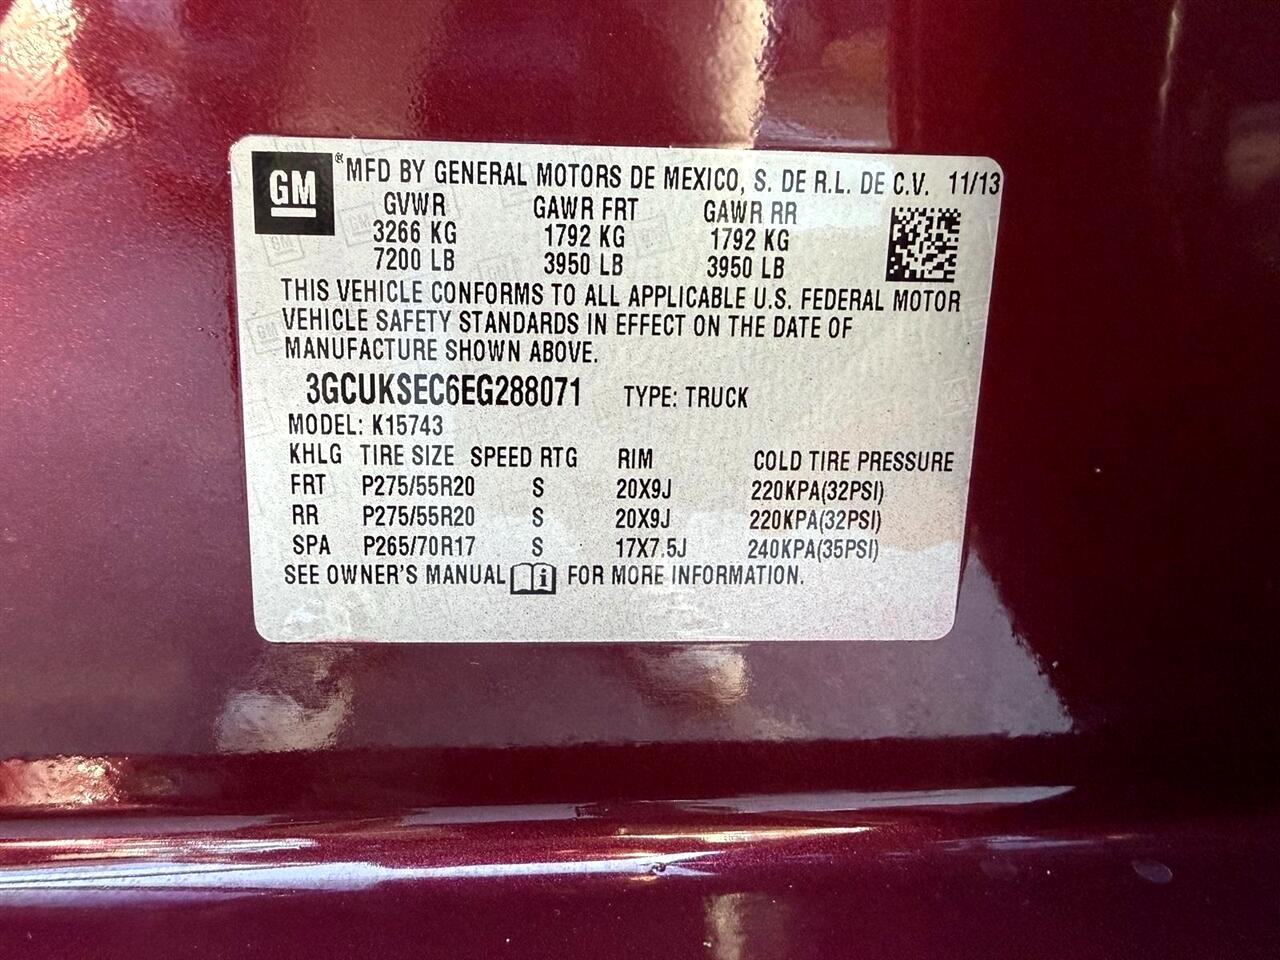 GM ® MFD BY GENERAL MOTORS DE MEXICO, S. DE R.L. DE C.V. 11/13
GVWR GAWR FRT GAWR RR
3266 KG 1792 KG 1792 KG
7200 LB 3950 LB 3950 LB
THIS VEHICLE CONFORMS TO ALL APPLICABLE U.S. FEDERAL MOTOR
VEHICLE SAFETY STANDARDS IN EFFECT ON THE DATE OF
MANUFACTURE SHOWN ABOVE.
3GCUKSEC6EG288071 TYPE: TRUCK
MODEL: K15743
KHLG TIRE SIZE SPEED RTG RIM COLD TIRE PRESSURE
FRT P275/55R20 S 20X9J 220KPA(32PSI)
RR P275/55R20 S 20X9J 220KPA(32PSI)
SPA P265/70R17 S 17X7.5J 240KPA(35PSI)
SEE OWNER'S MANUAL FOR MORE INFORMATION.